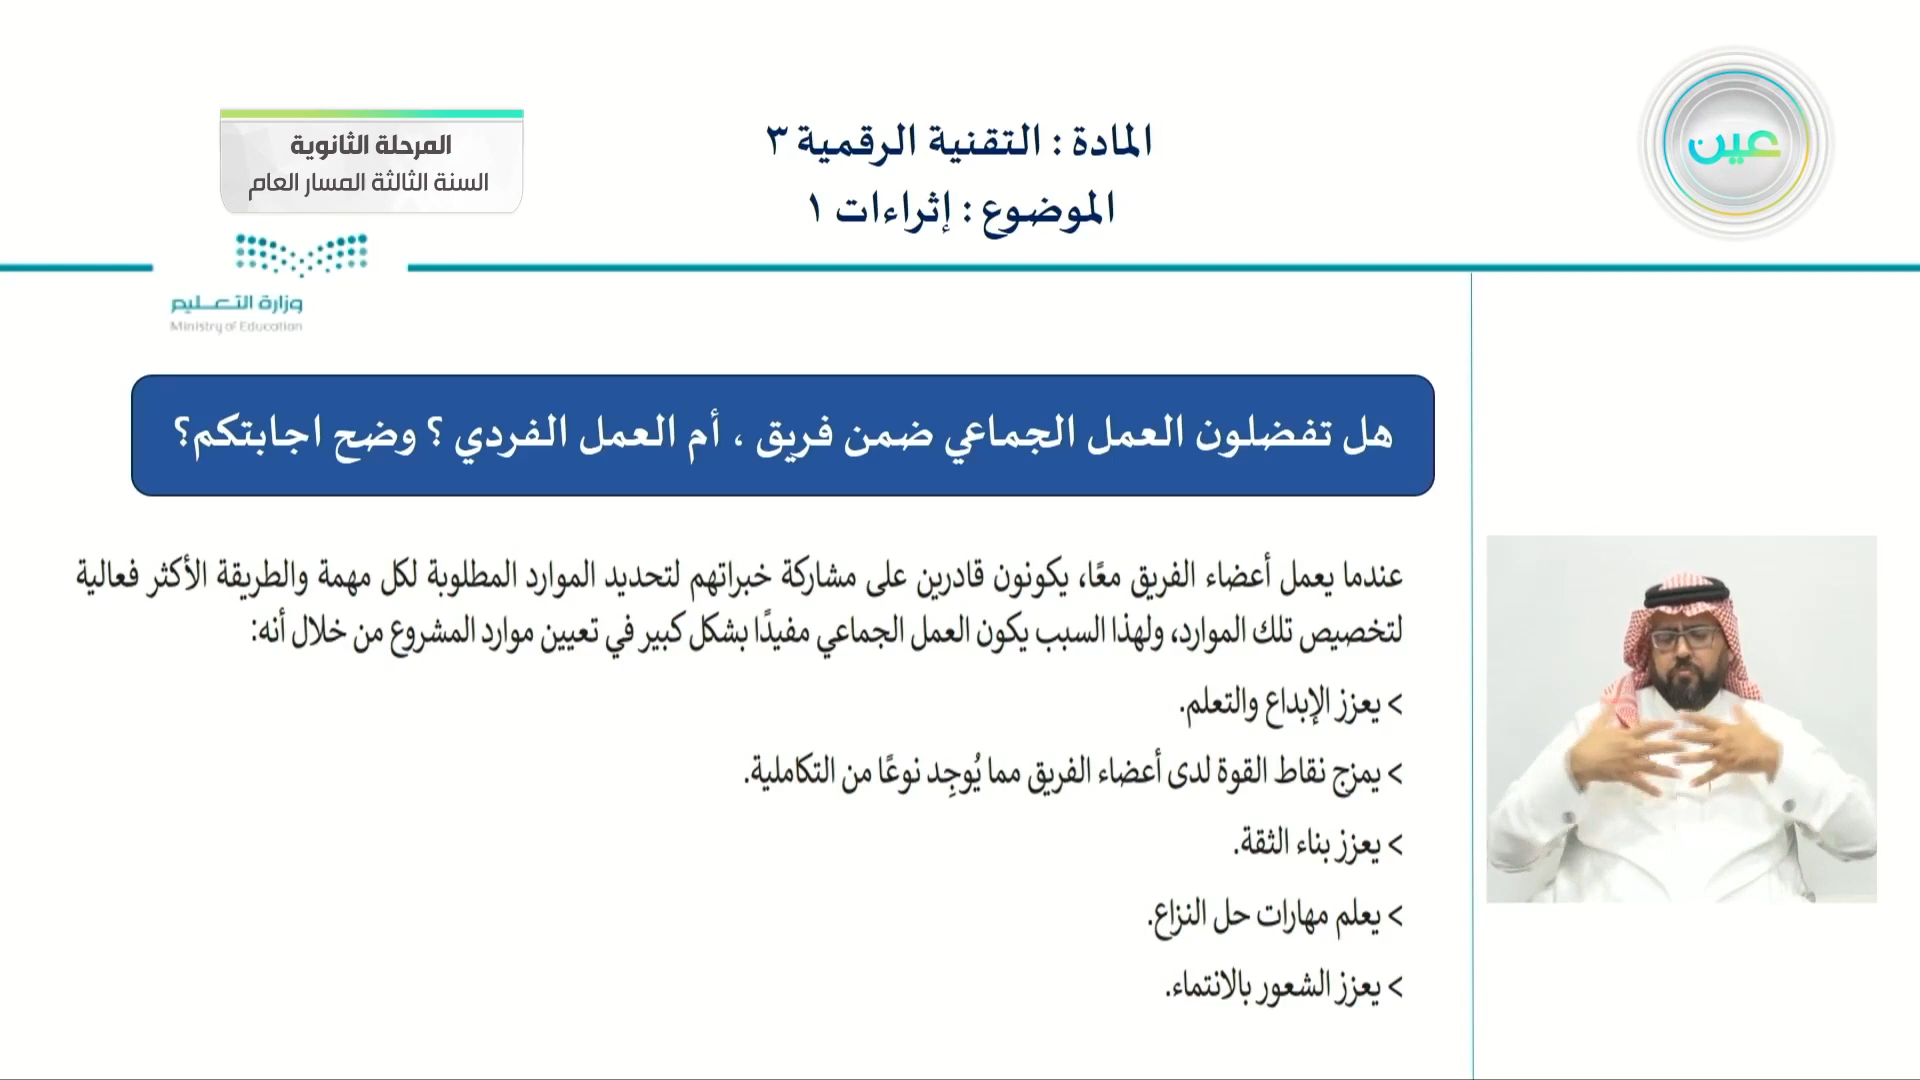 المادة : التقنية الرقمية ٣
الموضوع : إثراءات ١
المرحلة الثانوية
السنة الثالثة المسار العام
عين
وزارة التعليم
Ministry of Education
هل تفضلون العمل الجماعي ضمن فريق ، أم العمل الفردي ؟ وضح اجابتكم؟
عندما يعمل أعضاء الفريق معًا، يكونون قادرين على مشاركة خبراتهم لتحديد الموارد المطلوبة لكل مهمة والطريقة الأكثر فعالية
لتخصيص تلك الموارد، ولهذا السبب يكون العمل الجماعي مفيدًا بشكل كبير في تعيين موارد المشروع من خلال أنه:
> يعزز الإبداع والتعلم.
> يمزج نقاط القوة لدى أعضاء الفريق مما يُوجِد نوعًا من التكاملية.
> يعزز بناء الثقة.
> يعلم مهارات حل النزاع.
> يعزز الشعور بالانتماء.